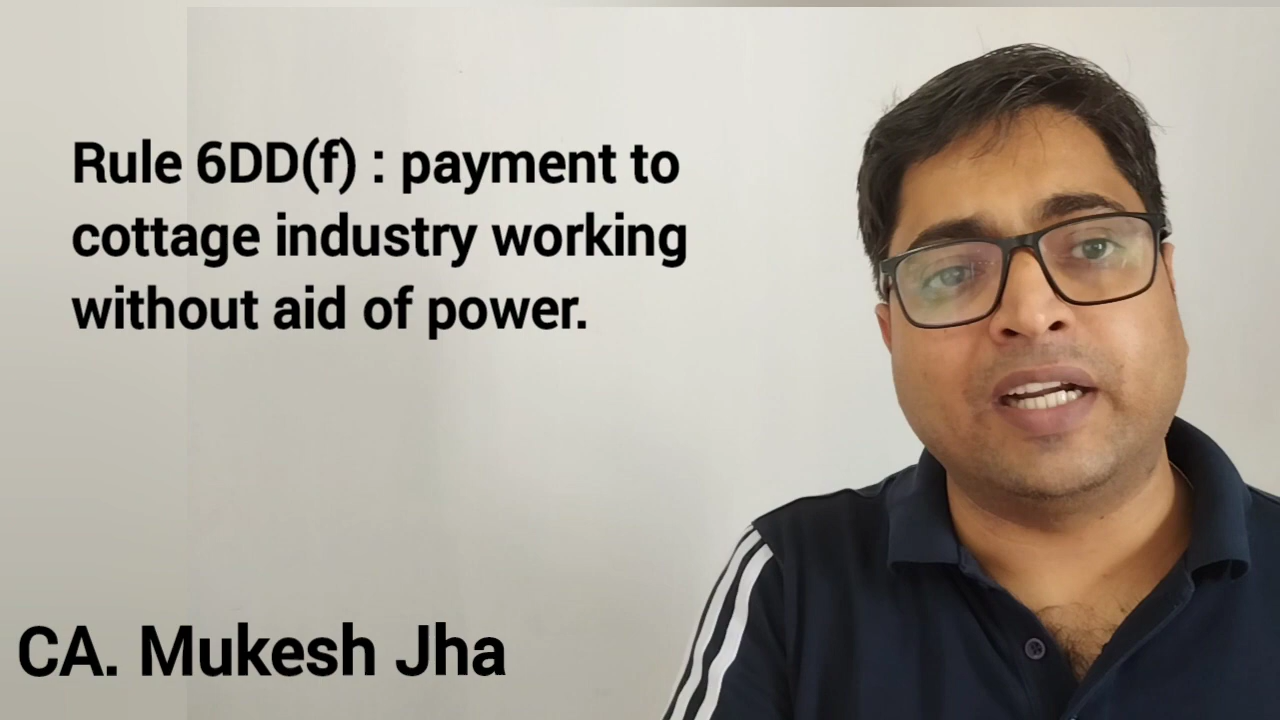 Rule 6DD(f) : payment to
cottage industry working
without aid of power.
CA. Mukesh Jha